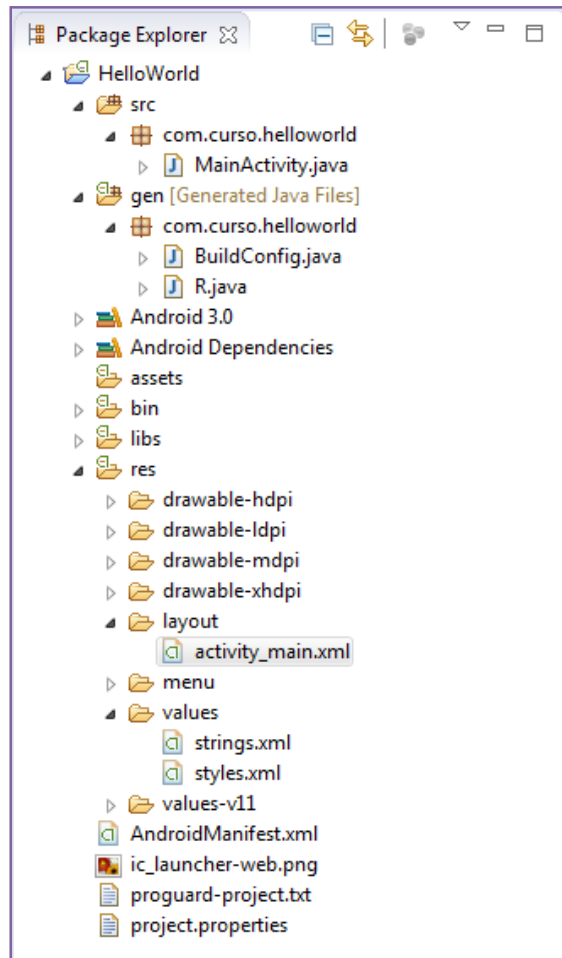 Package Explorer
HelloWorld
src
com.curso.helloworld
MainActivity.java
gen [Generated Java Files]
com.curso.helloworld
BuildConfig.java
R.java
Android 3.0
Android Dependencies
assets
bin
libs
res
drawable-hdpi
drawable-ldpi
drawable-mdpi
drawable-xhdpi
layout
activity_main.xml
menu
values
strings.xml
styles.xml
values-v11
AndroidManifest.xml
ic_launcher-web.png
proguard-project.txt
project.properties